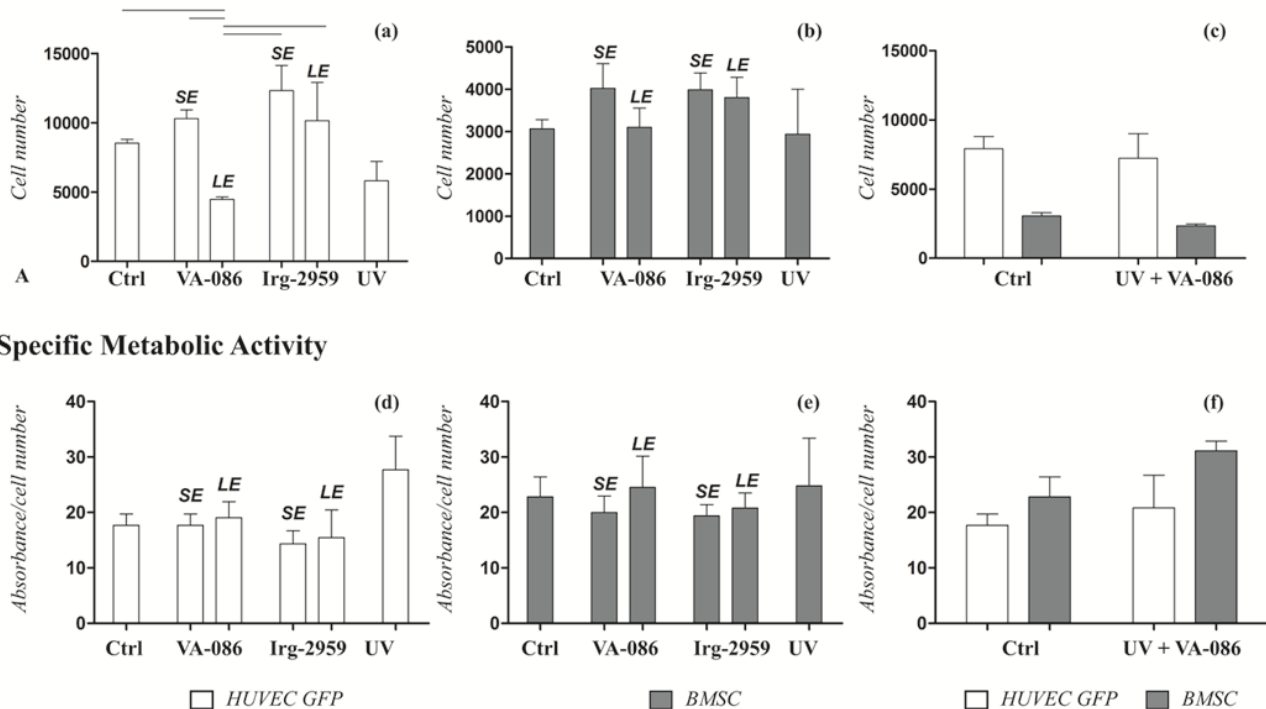 (a)
15000
10000
5000
0
Cell number
SE
LE
SE
LE
Ctrl VA-086 Irg-2959 UV
A
(b)
5000
4000
3000
2000
1000
0
Cell number
SE
LE
SE
LE
Ctrl VA-086 Irg-2959 UV
(c)
15000
10000
5000
0
Cell number
Ctrl UV + VA-086
Specific Metabolic Activity
(d)
40
30
20
10
0
Absorbance/cell number
SE
LE
SE
LE
Ctrl VA-086 Irg-2959 UV
HUVEC GFP
(e)
40
30
20
10
0
Absorbance/cell number
SE
LE
SE
LE
Ctrl VA-086 Irg-2959 UV
BMSC
(f)
40
30
20
10
0
Absorbance/cell number
Ctrl UV + VA-086
HUVEC GFP BMSC